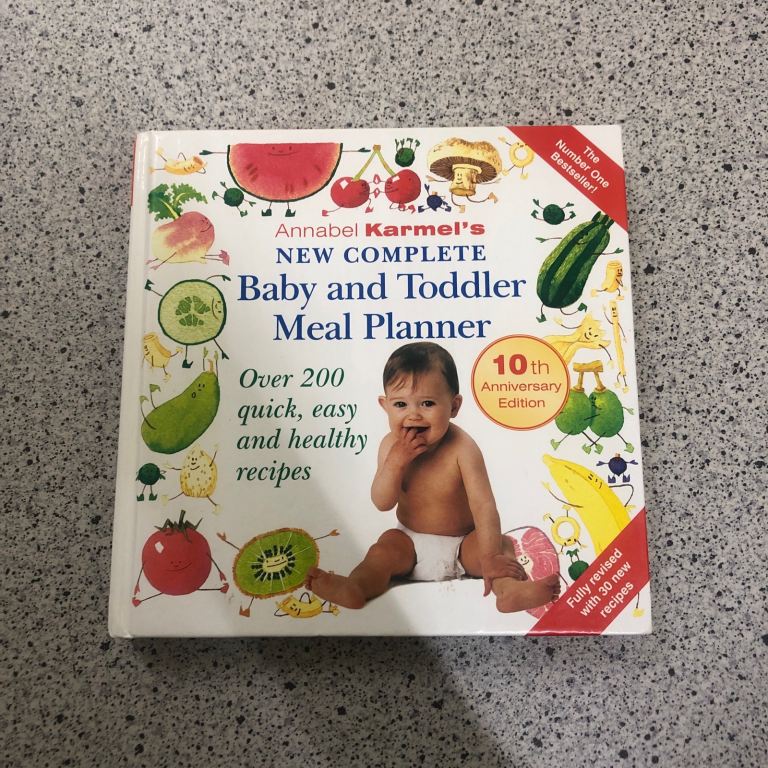 The
Number One
Bestseller!
Annabel Karmel's
NEW COMPLETE
Baby and Toddler
Meal Planner
10th
Anniversary
Edition
Over 200
quick, easy
and healthy
recipes
Fully revised
with 30 new
recipes